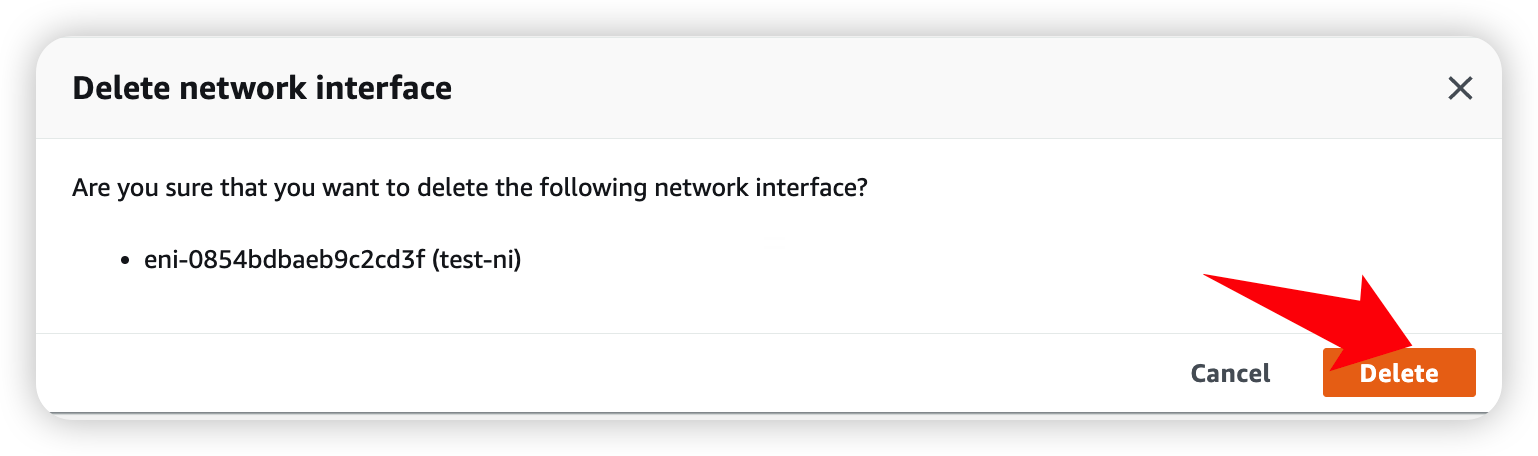 Delete network interface
Are you sure that you want to delete the following network interface?
• eni-0854bdbaeb9c2cd3f (test-ni)
Cancel
Delete